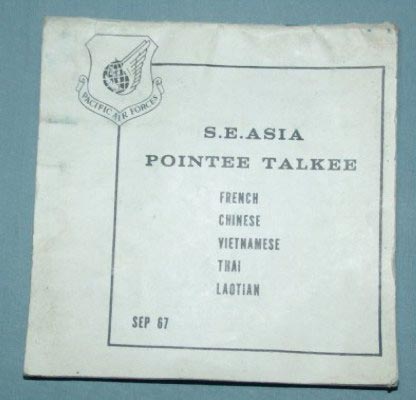 PACIFIC AIR FORCES
S.E.ASIA
POINTEE TALKEE
FRENCH
CHINESE
VIETNAMESE
THAI
LAOTIAN
SEP 67